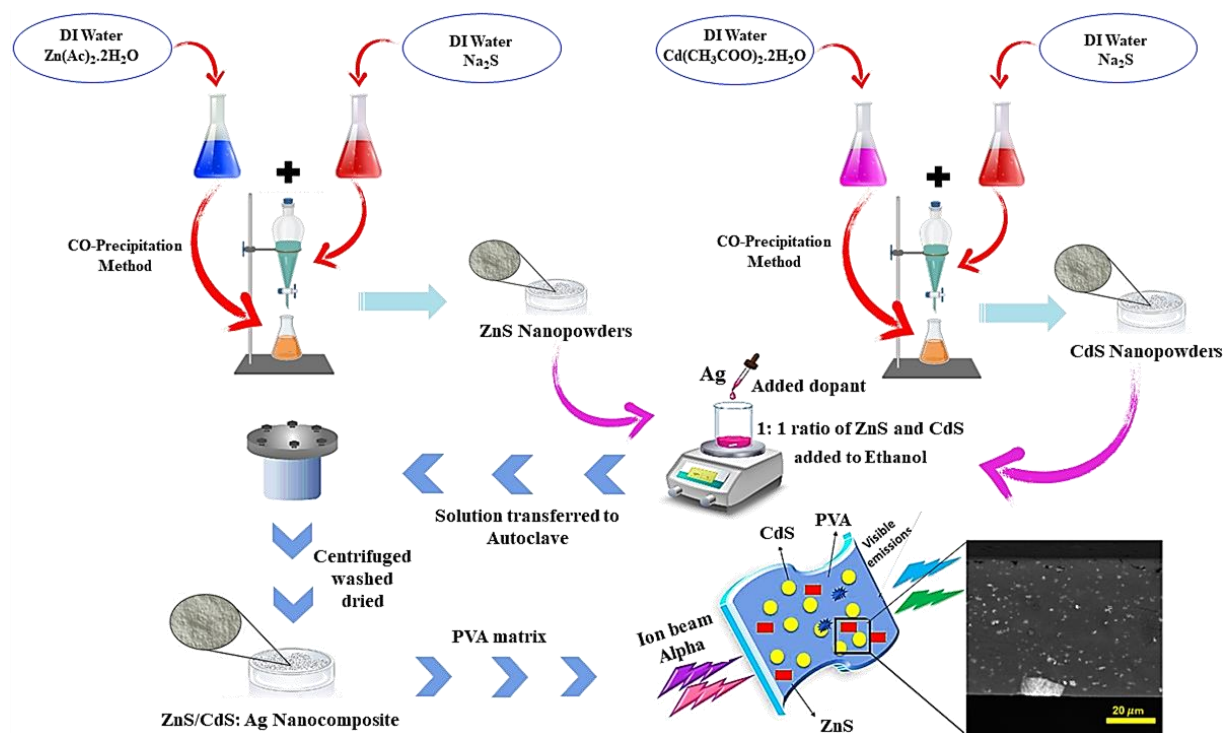 DI Water
Zn(Ac)₂.2H₂O
DI Water
Na₂S
DI Water
Cd(CH₃COO)₂.2H₂O
DI Water
Na₂S
CO-Precipitation
Method
ZnS Nanopowders
CO-Precipitation
Method
CdS Nanopowders
Ag
Added dopant
1: 1 ratio of ZnS and CdS
added to Ethanol
Solution transferred to
Autoclave
Centrifuged
washed
dried
ZnS/CdS: Ag Nanocomposite
PVA matrix
Ion beam
Alpha
CdS
PVA
Visible
emissions
ZnS
20 µm